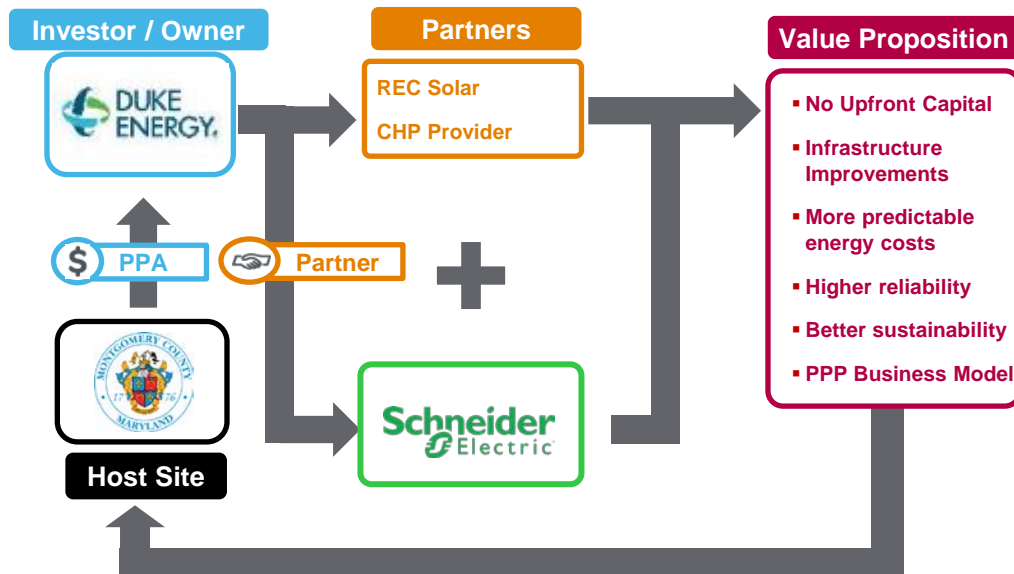 Investor / Owner
DUKE
ENERGY.
$
PPA
Partner
MONTGOMERY COUNTY
17 76
MARYLAND
Host Site
Partners
REC Solar
CHP Provider
Schneider
Electric
Value Proposition
▪ No Upfront Capital
▪ Infrastructure
Improvements
▪ More predictable
energy costs
▪ Higher reliability
▪ Better sustainability
▪ PPP Business Model